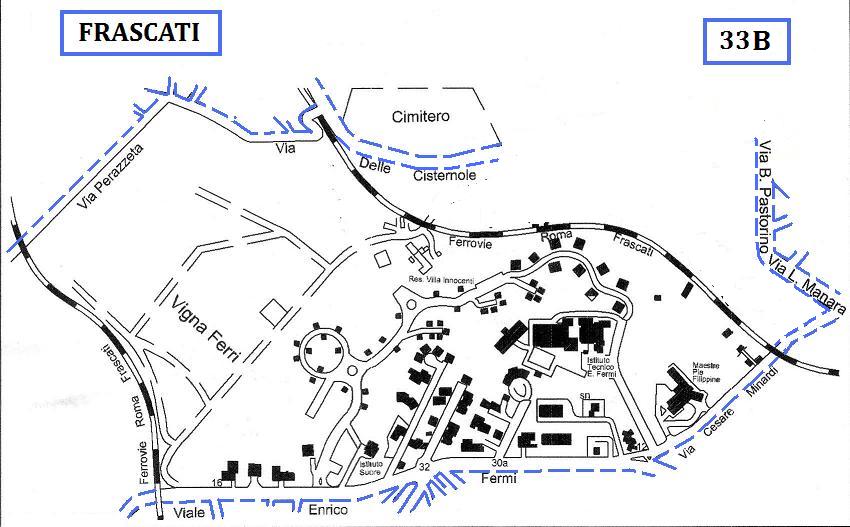 FRASCATI
33B
Cimitero
Via Delle Cisternole
Via Perazzeta
Via B. Pastorino
Via L. Manara
Ferrovie Roma Frascati
Res. Villa Innocenti
Vigna Ferri
Ferrovie Roma Frascati
Istituto
Tecnico
E. Fermi
Maestre
Pie
Filippine
sn
Via Cesare Minardi
12
Istituto
Suore
32
30a
16
Viale Enrico Fermi